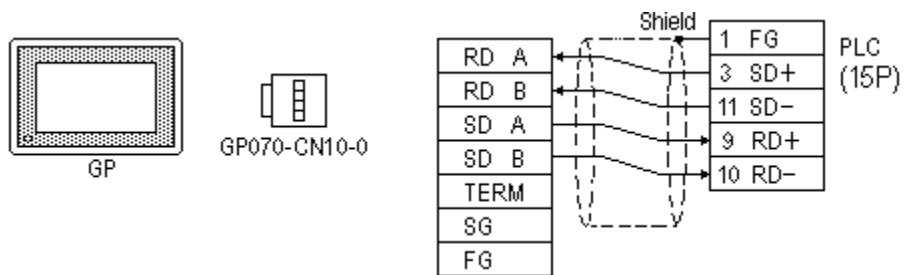 GP
GP070-CN10-0
Shield
RD A
RD B
SD A
SD B
TERM
SG
FG
1 FG
3 SD+
11 SD-
9 RD+
10 RD-
PLC
(15P)